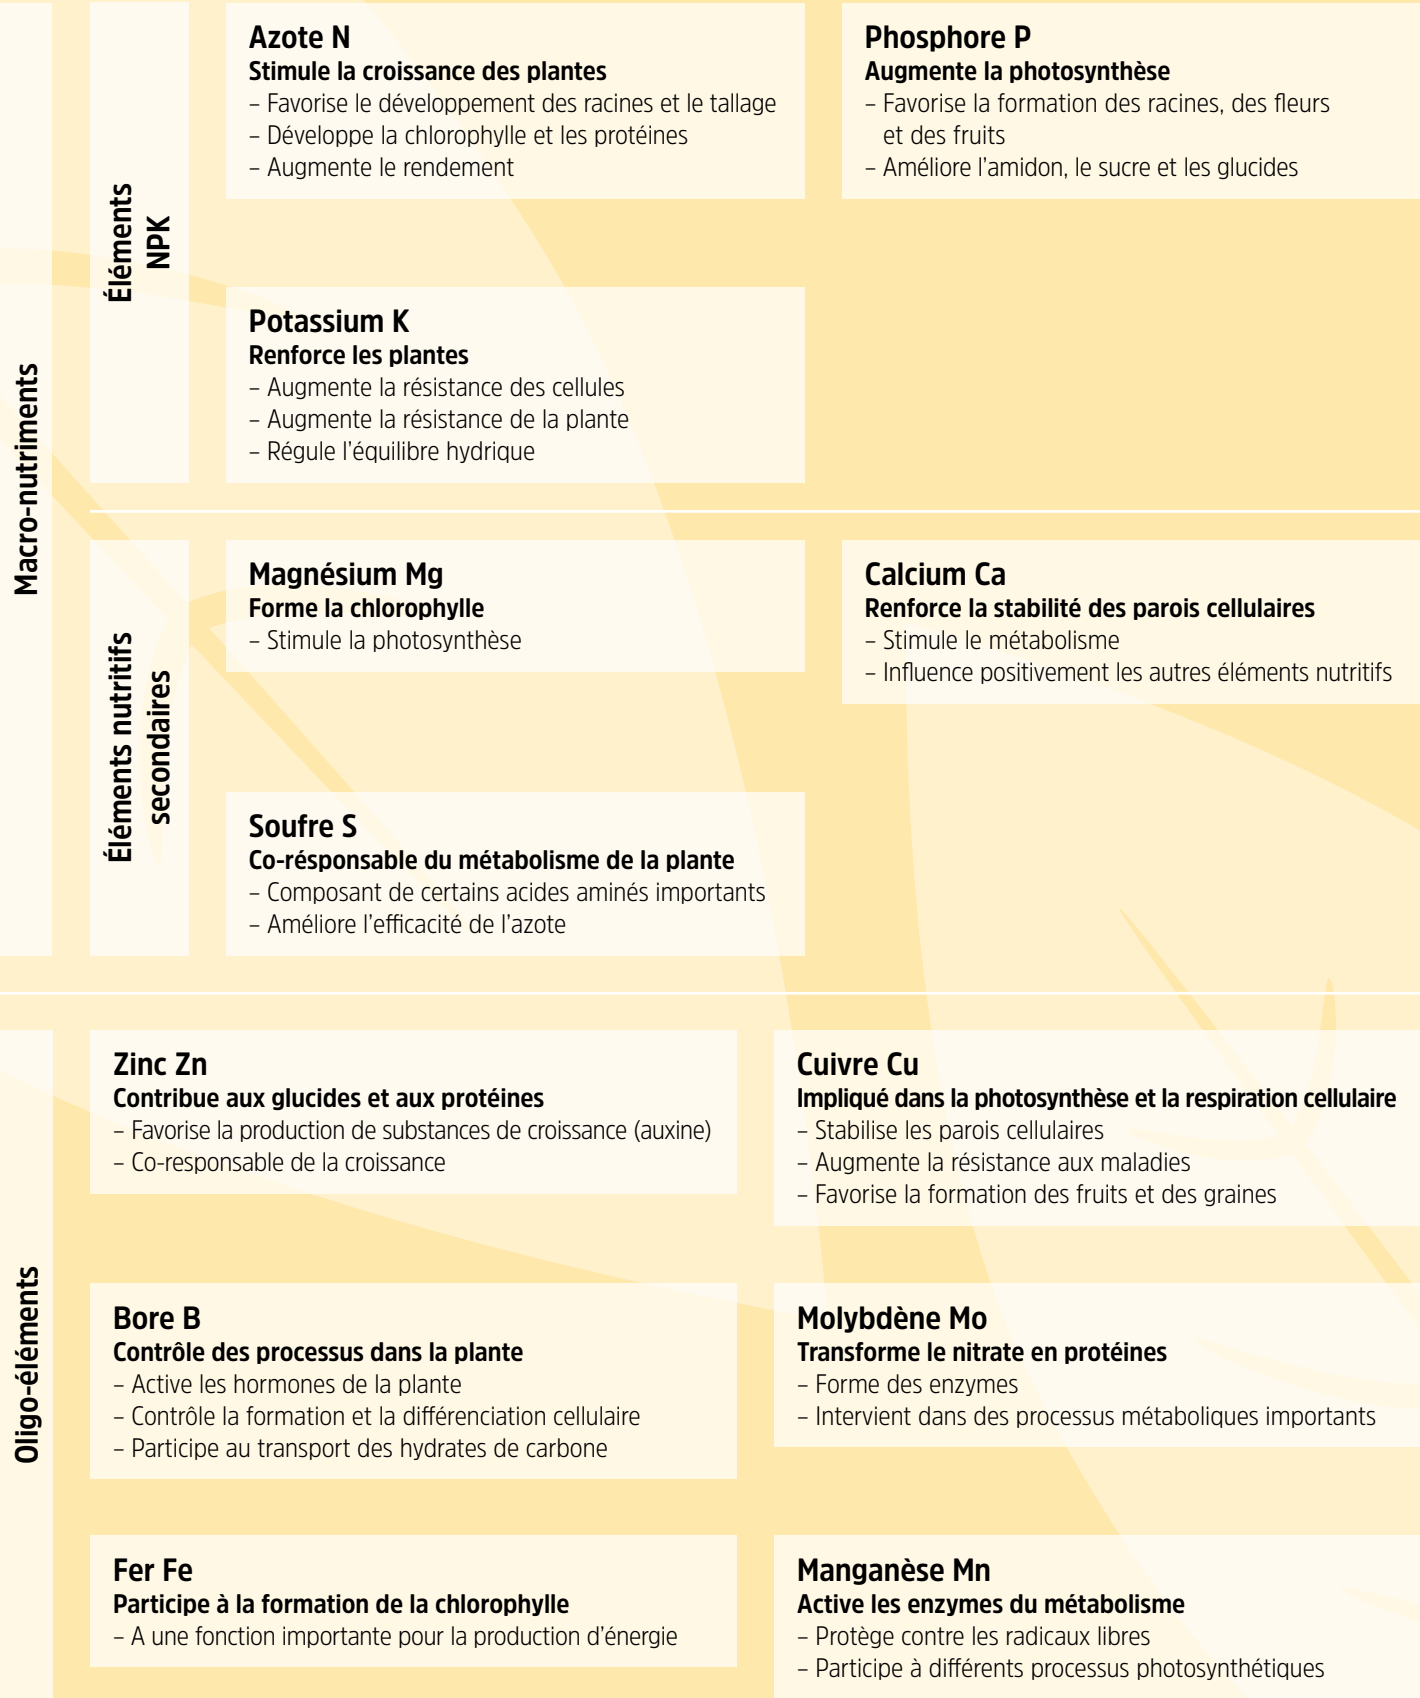 Macro-nutriments
Éléments
NPK
Azote N
Stimule la croissance des plantes
– Favorise le développement des racines et le tallage
– Développe la chlorophylle et les protéines
– Augmente le rendement
Phosphore P
Augmente la photosynthèse
– Favorise la formation des racines, des fleurs
et des fruits
– Améliore l'amidon, le sucre et les glucides
Potassium K
Renforce les plantes
– Augmente la résistance des cellules
– Augmente la résistance de la plante
– Régule l'équilibre hydrique
Éléments nutritifs
secondaires
Magnésium Mg
Forme la chlorophylle
– Stimule la photosynthèse
Calcium Ca
Renforce la stabilité des parois cellulaires
– Stimule le métabolisme
– Influence positivement les autres éléments nutritifs
Soufre S
Co-résponsable du métabolisme de la plante
– Composant de certains acides aminés importants
– Améliore l'efficacité de l'azote
Oligo-éléments
Zinc Zn
Contribue aux glucides et aux protéines
– Favorise la production de substances de croissance (auxine)
– Co-responsable de la croissance
Cuivre Cu
Impliqué dans la photosynthèse et la respiration cellulaire
– Stabilise les parois cellulaires
– Augmente la résistance aux maladies
– Favorise la formation des fruits et des graines
Bore B
Contrôle des processus dans la plante
– Active les hormones de la plante
– Contrôle la formation et la différenciation cellulaire
– Participe au transport des hydrates de carbone
Molybdène Mo
Transforme le nitrate en protéines
– Forme des enzymes
– Intervient dans des processus métaboliques importants
Fer Fe
Participe à la formation de la chlorophylle
– A une fonction importante pour la production d'énergie
Manganèse Mn
Active les enzymes du métabolisme
– Protège contre les radicaux libres
– Participe à différents processus photosynthétiques